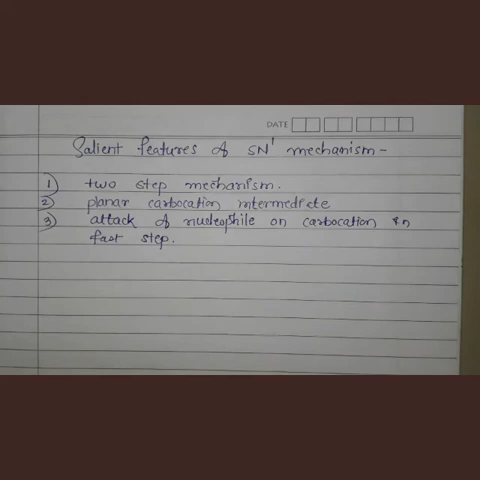 DATE
Salient features of SN¹ mechanism-
1) two step mechanism.
2) planar carbocation intermediate
3) attack of nucleophile on carbocation in
fast step.